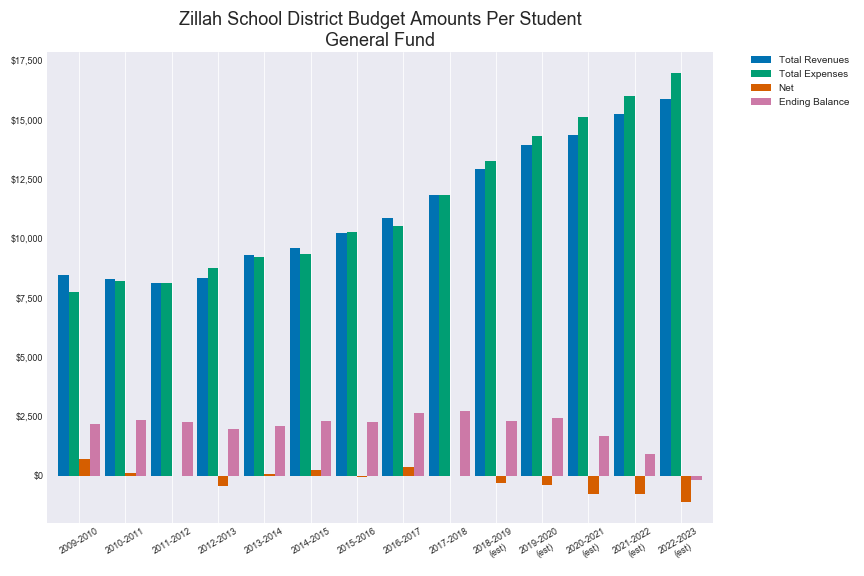 Zillah School District Budget Amounts Per Student
General Fund
Total Revenues
Total Expenses
Net
Ending Balance
$17,500
$15,000
$12,500
$10,000
$7,500
$5,000
$2,500
$0
2009-2010
2010-2011
2011-2012
2012-2013
2013-2014
2014-2015
2015-2016
2016-2017
2017-2018
2018-2019
(est)
2019-2020
(est)
2020-2021
(est)
2021-2022
(est)
2022-2023
(est)